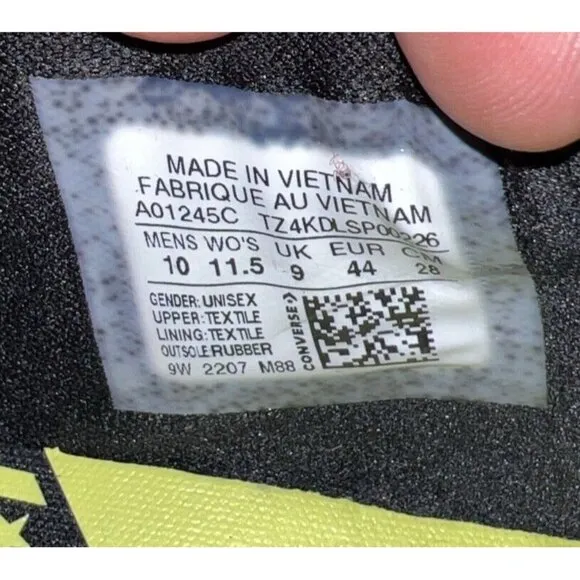 MADE IN VIETNAM
FABRIQUE AU VIETNAM
A01245C TZ4KDLSP00226
MENS WO'S UK EUR CM
10 11.5 9 44 28
GENDER: UNISEX
UPPER: TEXTILE
LINING: TEXTILE
OUTSOLE:RUBBER
9W 2207 M88
CONVERSE